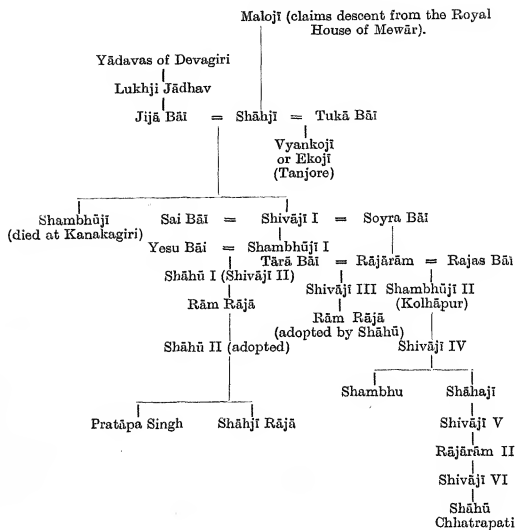 Malojī (claims descent from the Royal
House of Mewār).
Yādavas of Devagiri
Lukhji Jādhav
Jijā Bāī = Shāhjī = Tukā Bāī
Vyankojī
or Ekojī
(Tanjore)
Shambhūjī
(died at Kanakagiri)
Sai Bāī = Shivājī I = Soyra Bāī
Yesu Bāi = Shambhūjī I
Tārā Bāi = Rājārām = Rajas Bāi
Shāhū I (Shivājī II)
Shivājī III
Shambhūjī II
(Kolhāpur)
Rām Rājā
Rām Rājā
(adopted by Shāhū)
Shāhū II (adopted)
Shivājī IV
Shambhu
Shāhajī
Pratāpa Singh
Shāhjī Rājā
Shivājī V
Rājārām II
Shivājī VI
Shāhū
Chhatrapati